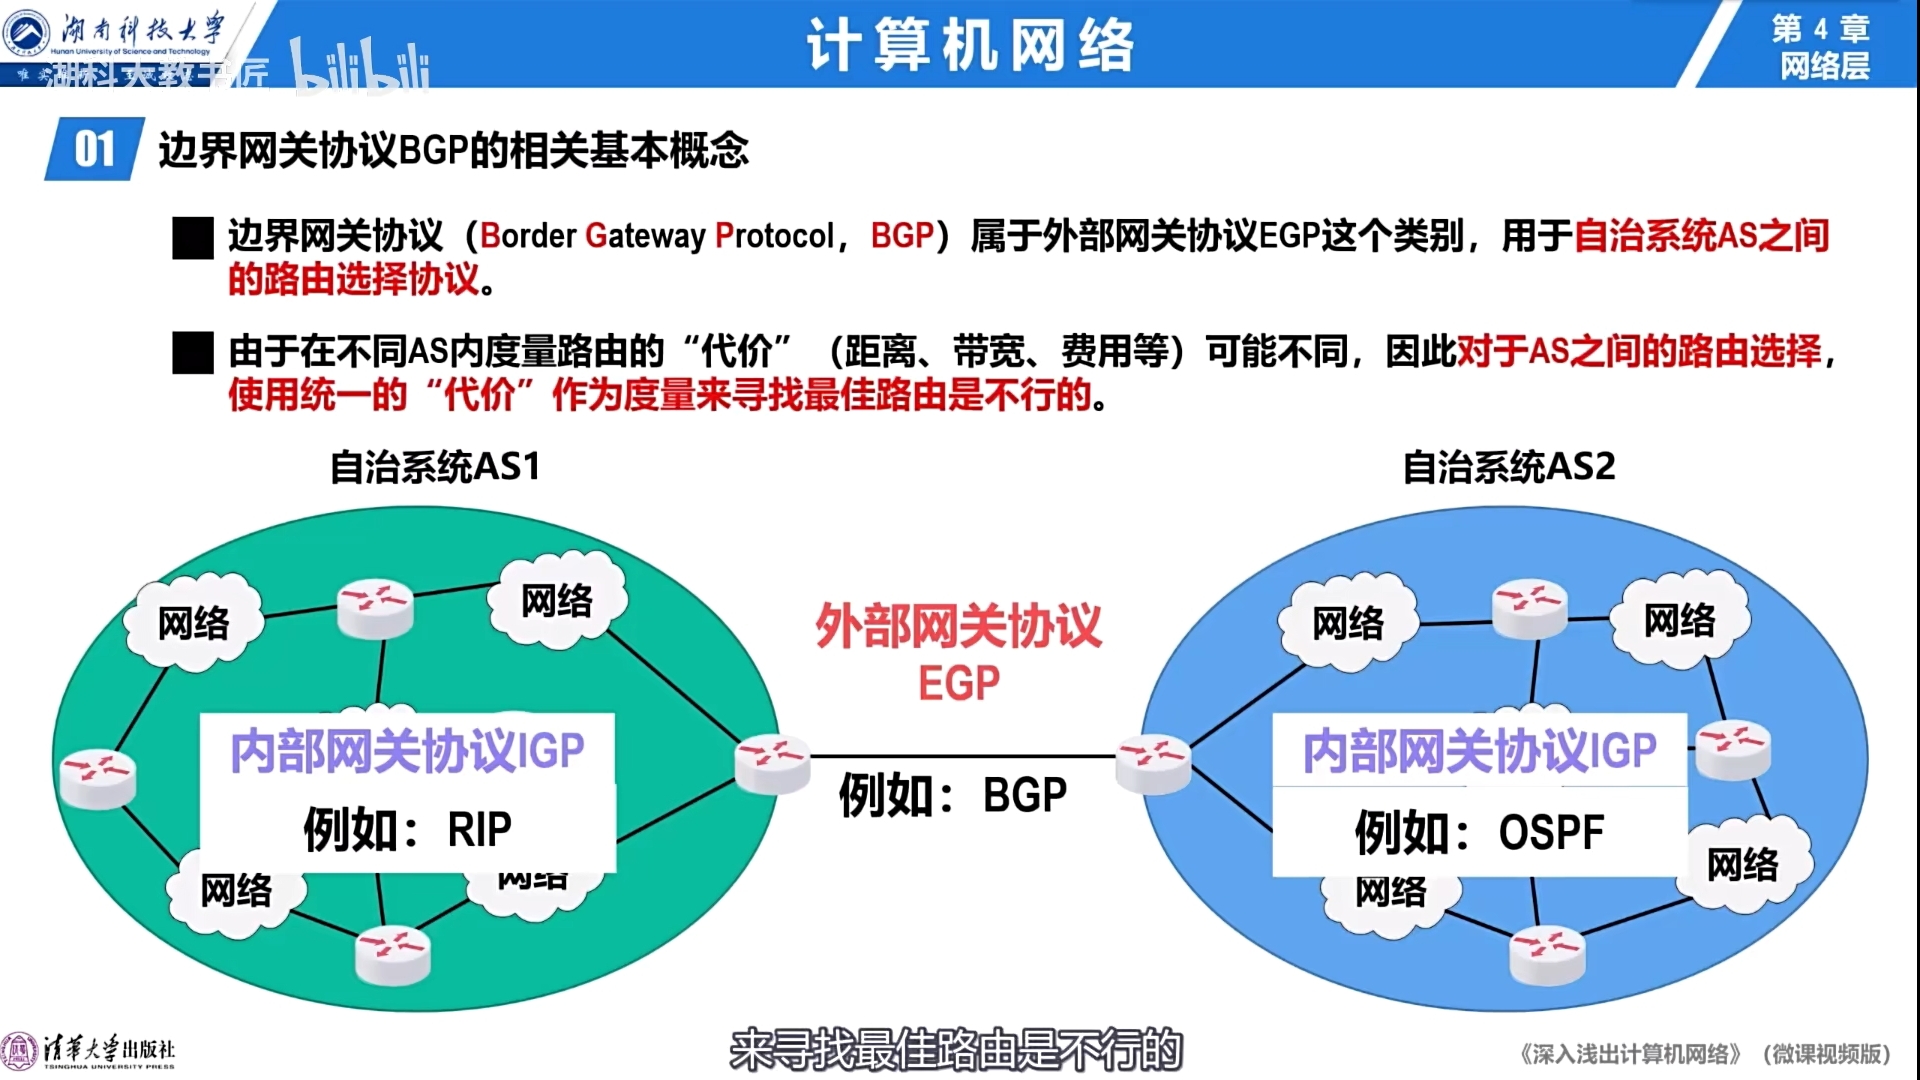 湖南科技大学
Hunan University of Science and Technology
湖科大教书匠 bilibili
计算机网络
第 4 章
网络层
01 边界网关协议BGP的相关基本概念
边界网关协议（Border Gateway Protocol，BGP）属于外部网关协议EGP这个类别，用于自治系统AS之间
的路由选择协议。
由于在不同AS内度量路由的“代价”（距离、带宽、费用等）可能不同，因此对于AS之间的路由选择，
使用统一的“代价”作为度量来寻找最佳路由是不行的。
自治系统AS1
自治系统AS2
网络
网络
网络
网络
外部网关协议
EGP
内部网关协议IGP
例如：RIP
例如：BGP
内部网关协议IGP
例如：OSPF
网络
网络
网络
网络
来寻找最佳路由是不行的
清华大学出版社
TSINGHUA UNIVERSITY PRESS
《深入浅出计算机网络》（微课视频版）